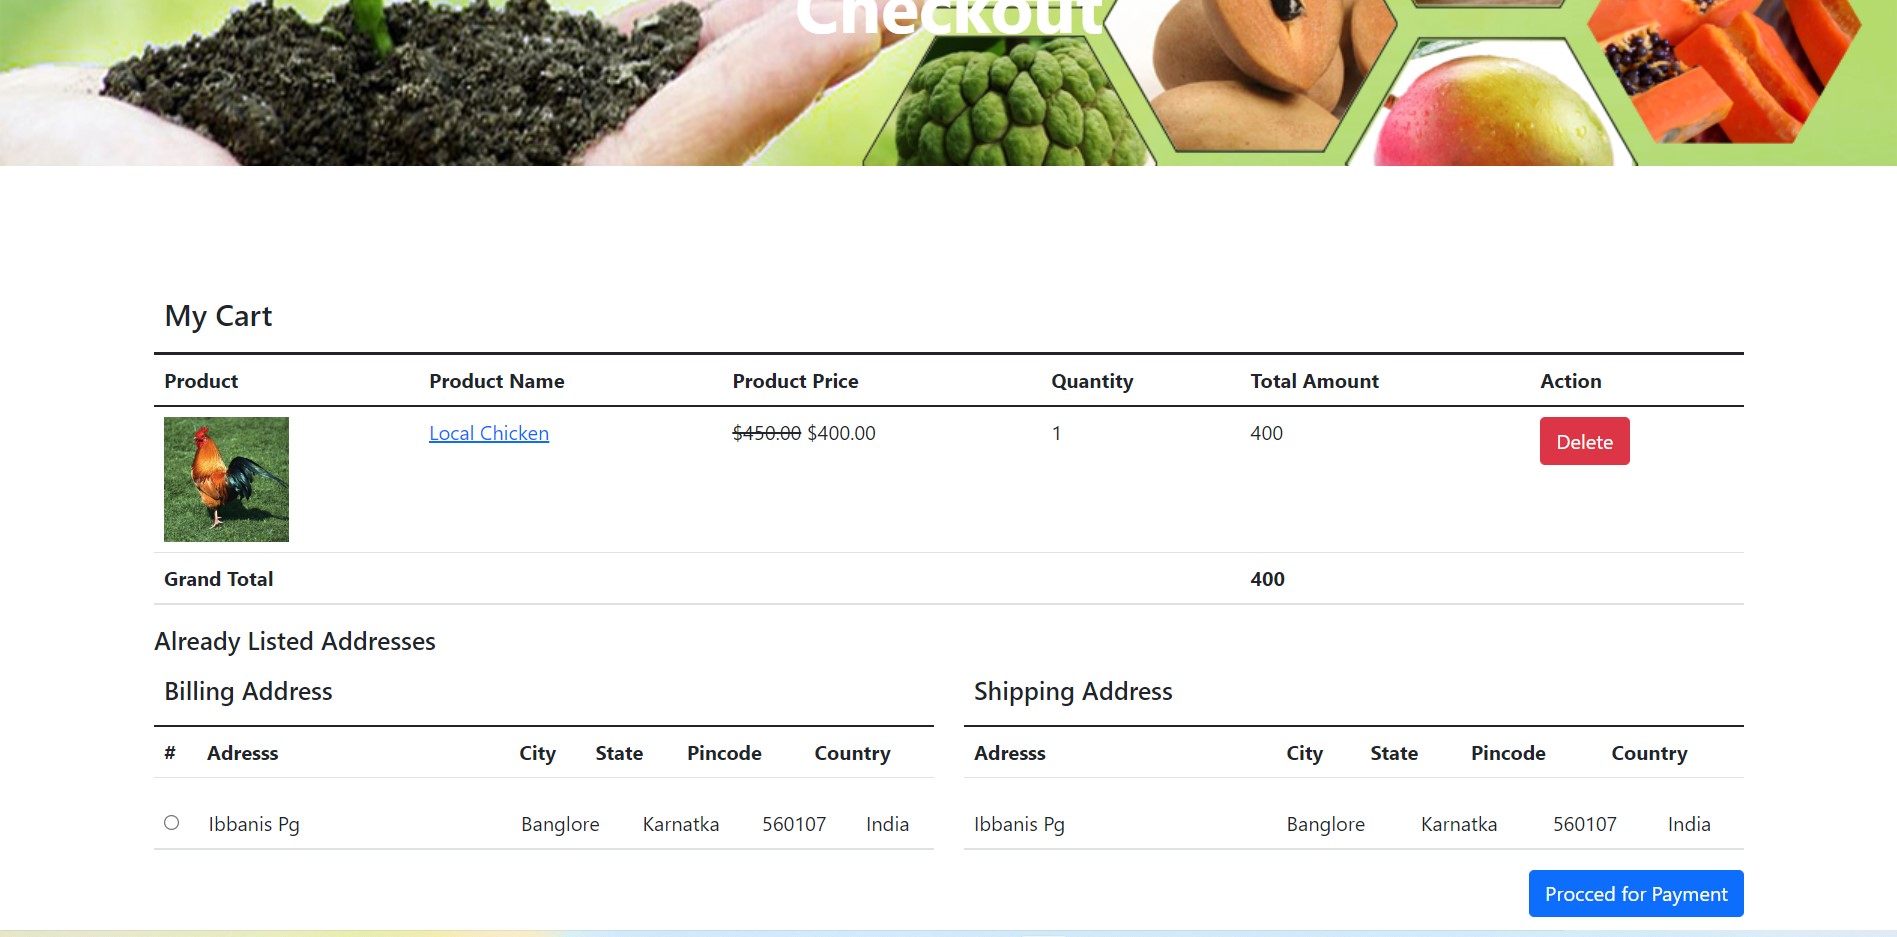 Checkout
My Cart
Product Product Name Product Price Quantity Total Amount Action
Local Chicken $450.00 $400.00 1 400 Delete
Grand Total 400
Already Listed Addresses
Billing Address
# Adresss City State Pincode Country
Ibbanis Pg Banglore Karnatka 560107 India
Shipping Address
Adresss City State Pincode Country
Ibbanis Pg Banglore Karnatka 560107 India
Procced for Payment